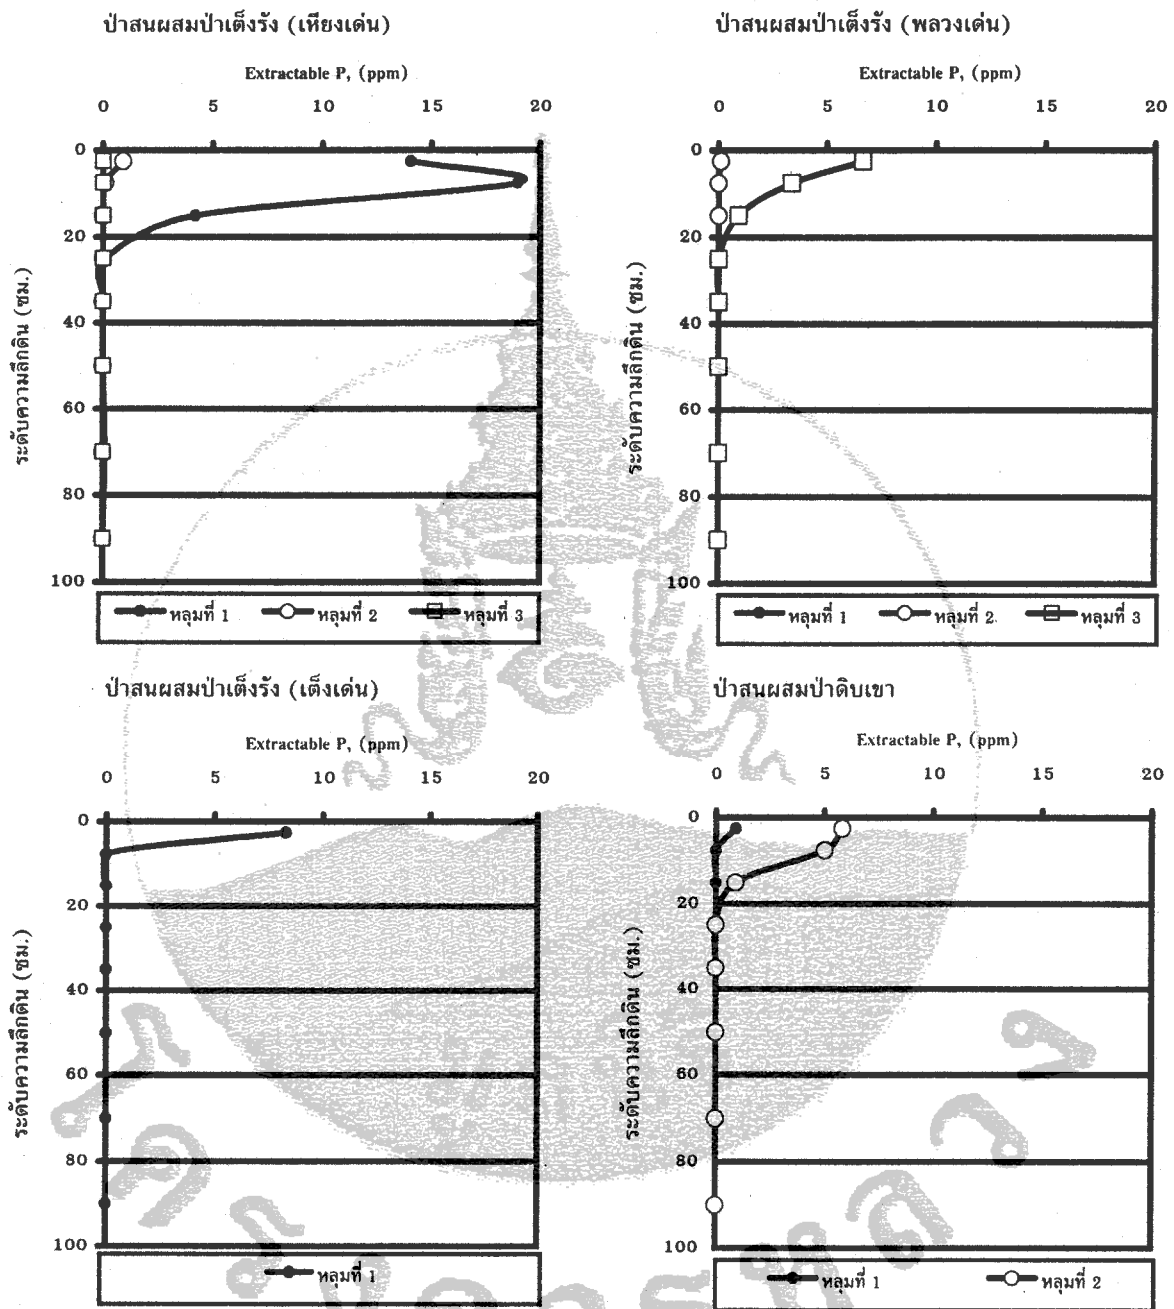 ป่าสนผสมป่าเต็งรัง (เหียงเด่น)
Extractable P, (ppm)
0 5 10 15 20
0
20
40
60
80
100
ระดับความลึกดิน (ซม.)
หลุมที่ 1 หลุมที่ 2 หลุมที่ 3
ป่าสนผสมป่าเต็งรัง (พลวงเด่น)
Extractable P, (ppm)
0 5 10 15 20
0
20
40
60
80
100
ระดับความลึกดิน (ซม.)
หลุมที่ 1 หลุมที่ 2 หลุมที่ 3
ป่าสนผสมป่าเต็งรัง (เต็งเด่น)
Extractable P, (ppm)
0 5 10 15 20
0
20
40
60
80
100
ระดับความลึกดิน (ซม.)
หลุมที่ 1
ป่าสนผสมป่าดิบเขา
Extractable P, (ppm)
0 5 10 15 20
0
20
40
60
80
100
ระดับความลึกดิน (ซม.)
หลุมที่ 1 หลุมที่ 2